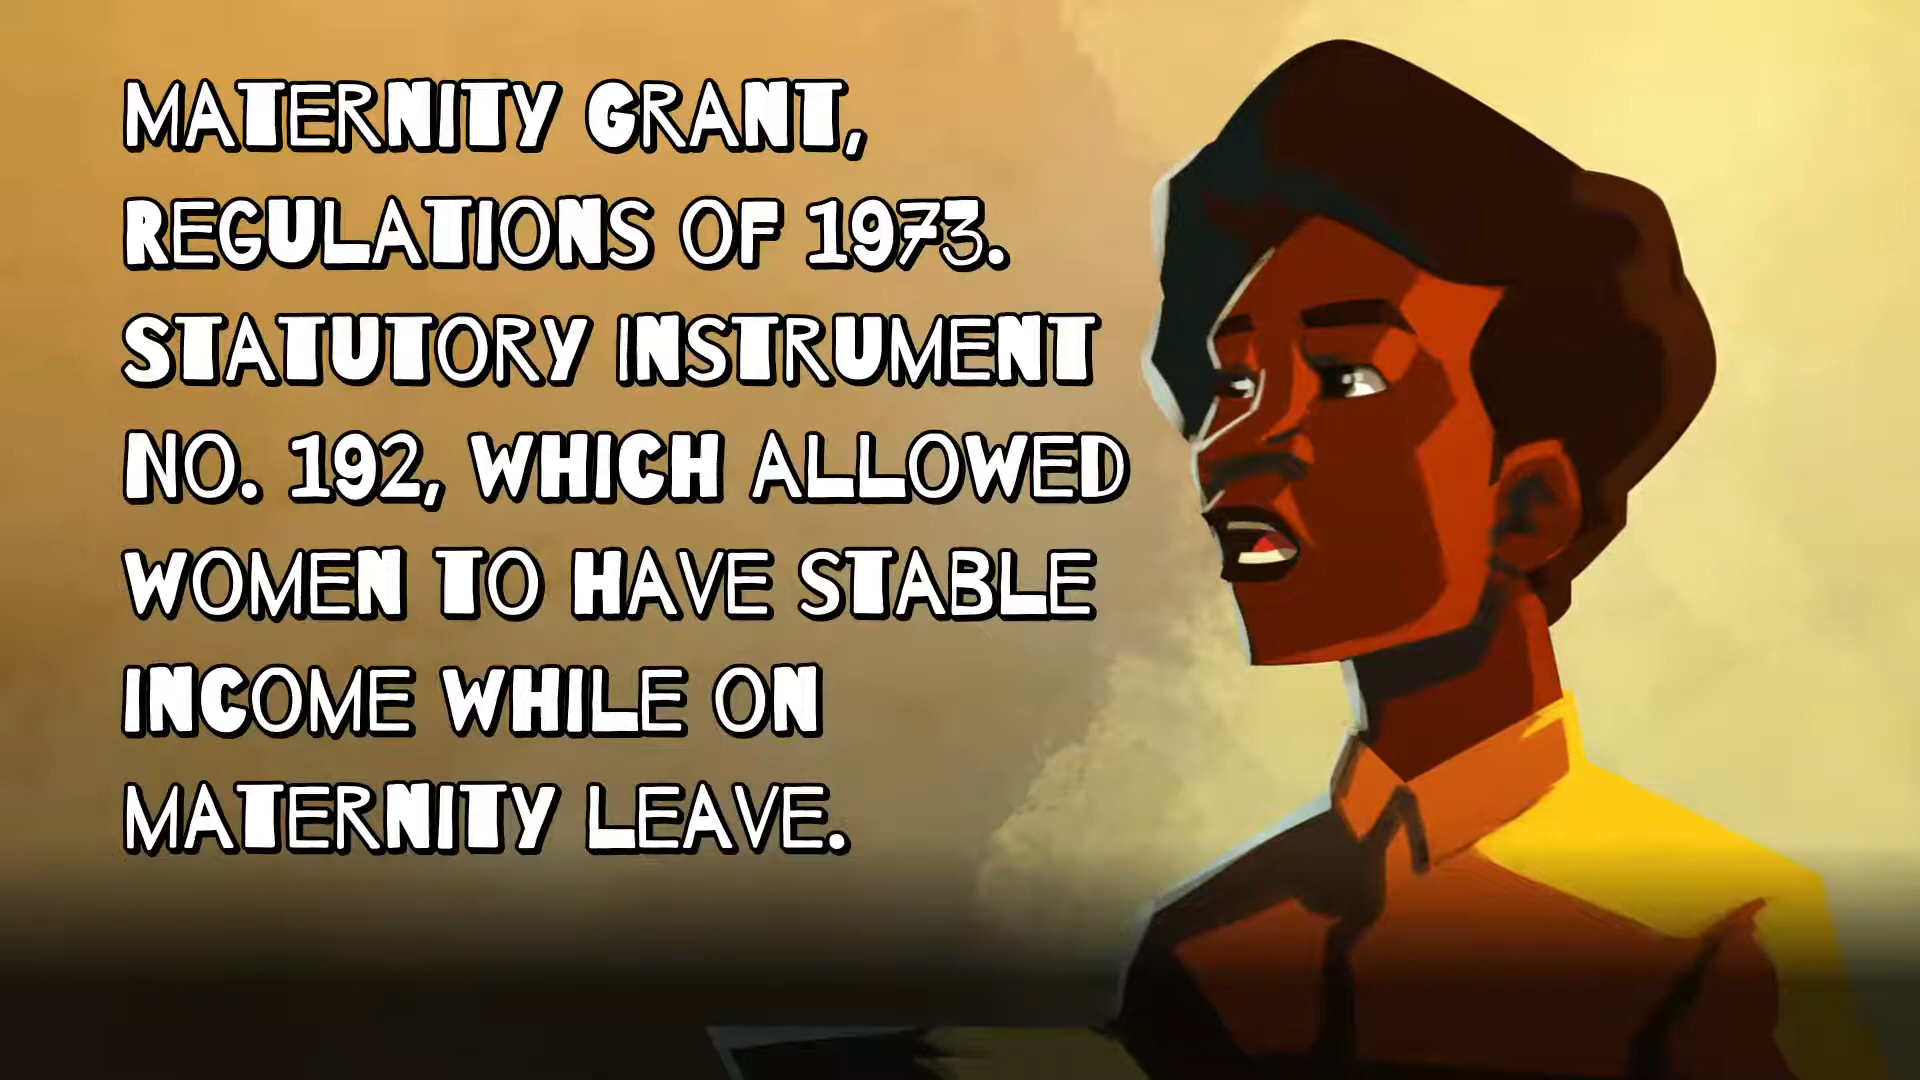 MATERNITY GRANT,
REGULATIONS OF 1973.
STATUTORY INSTRUMENT
NO. 192, WHICH ALLOWED
WOMEN TO HAVE STABLE
INCOME WHILE ON
MATERNITY LEAVE.